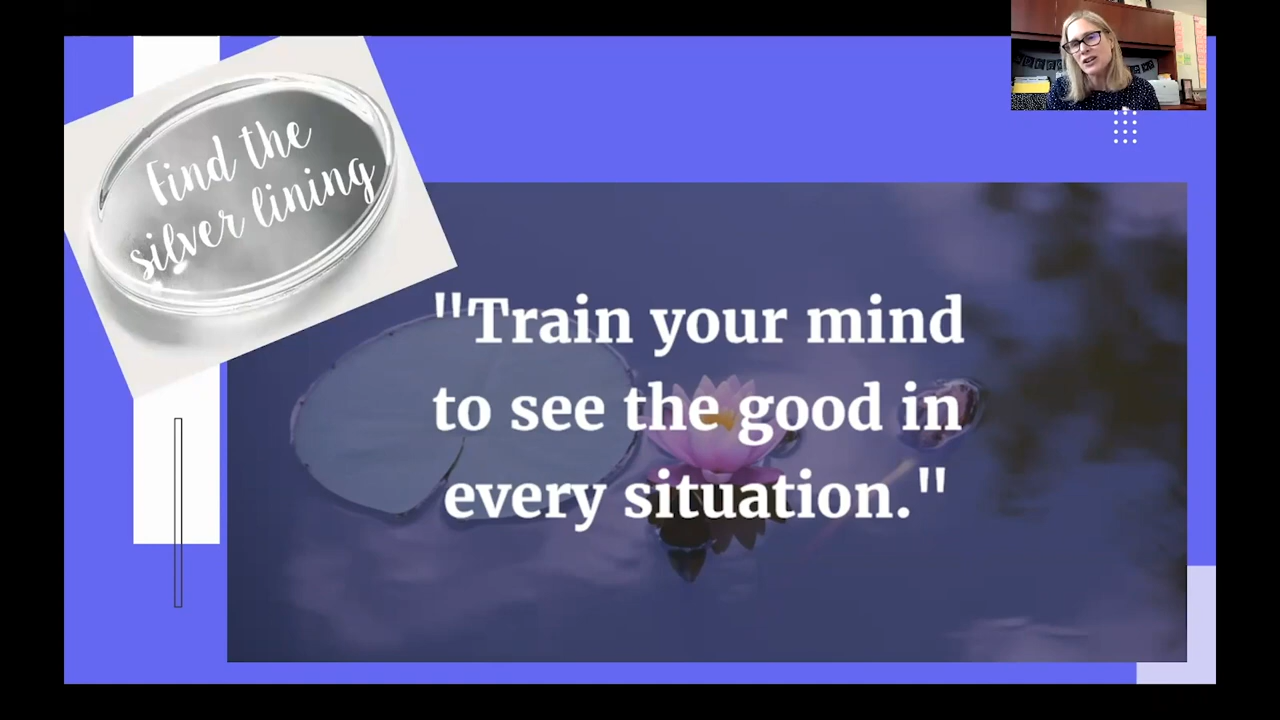 Find the
silver lining
"Train your mind
to see the good in
every situation."